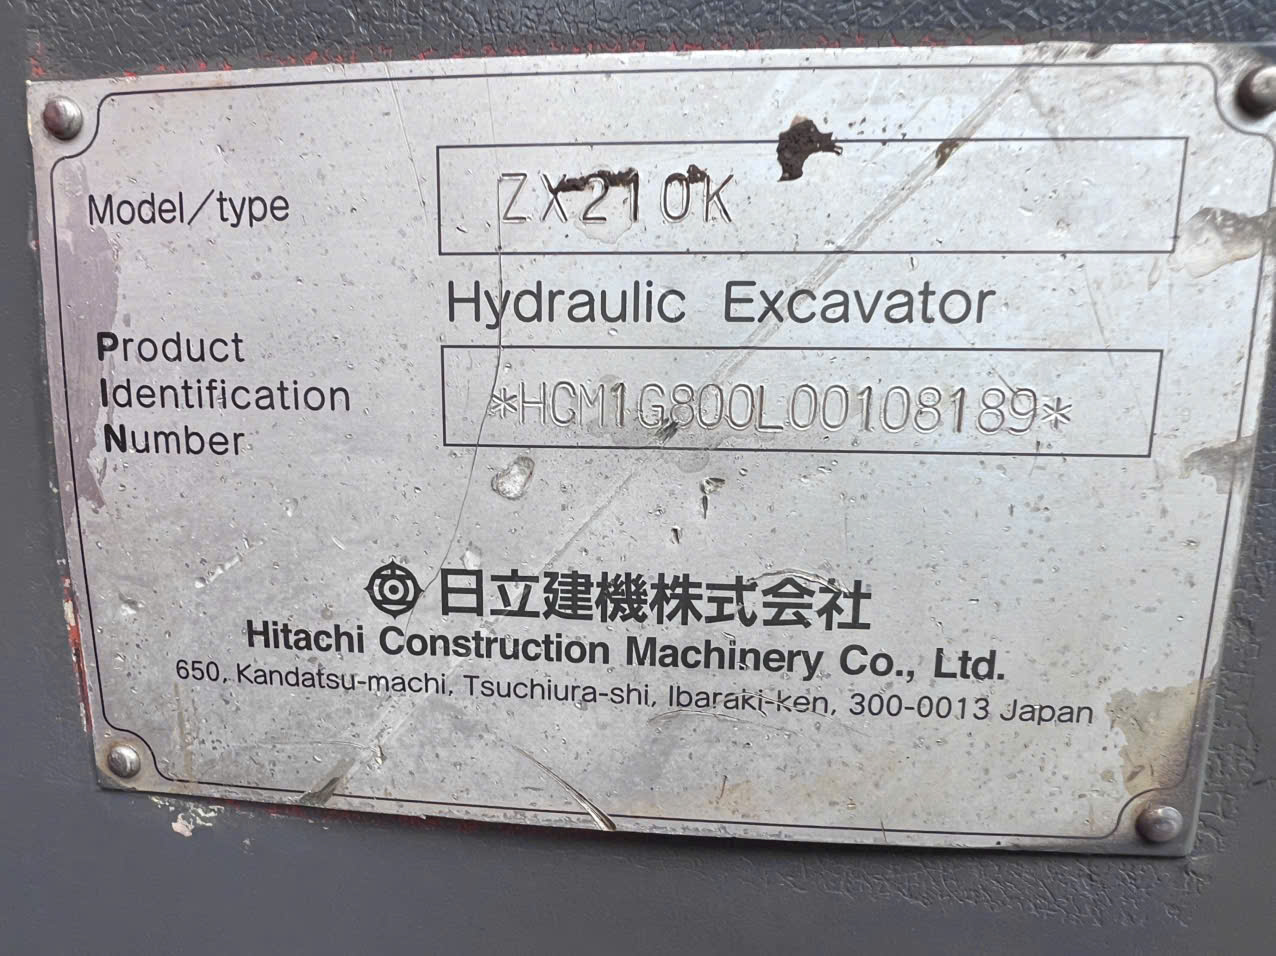 Model/type ZX210K
Hydraulic Excavator
Product
Identification
Number
*HCM1G800L00108189*
日立建機株式会社
Hitachi Construction Machinery Co., Ltd.
650, Kandatsu-machi, Tsuchiura-shi, Ibaraki-ken, 300-0013 Japan